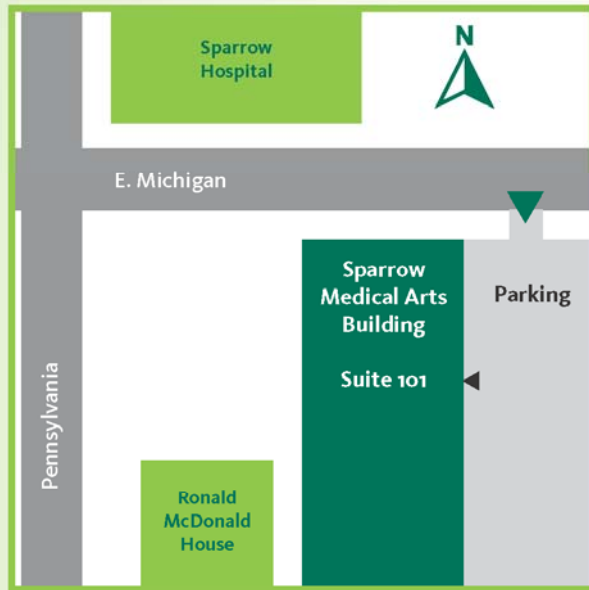 Sparrow
Hospital
N
E. Michigan
Sparrow
Medical Arts
Building
Parking
Suite 101
Pennsylvania
Ronald
McDonald
House